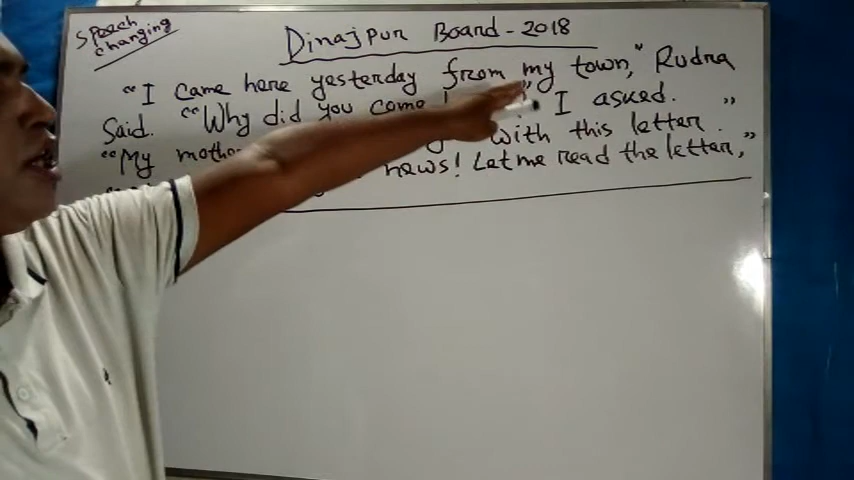 Speech
changing
Dinajpur Board - 2018
"I came here yesterday from my town," Rudra
Said. "Why did you come I asked.
"My with this letter."
news! Let me read the letter,"